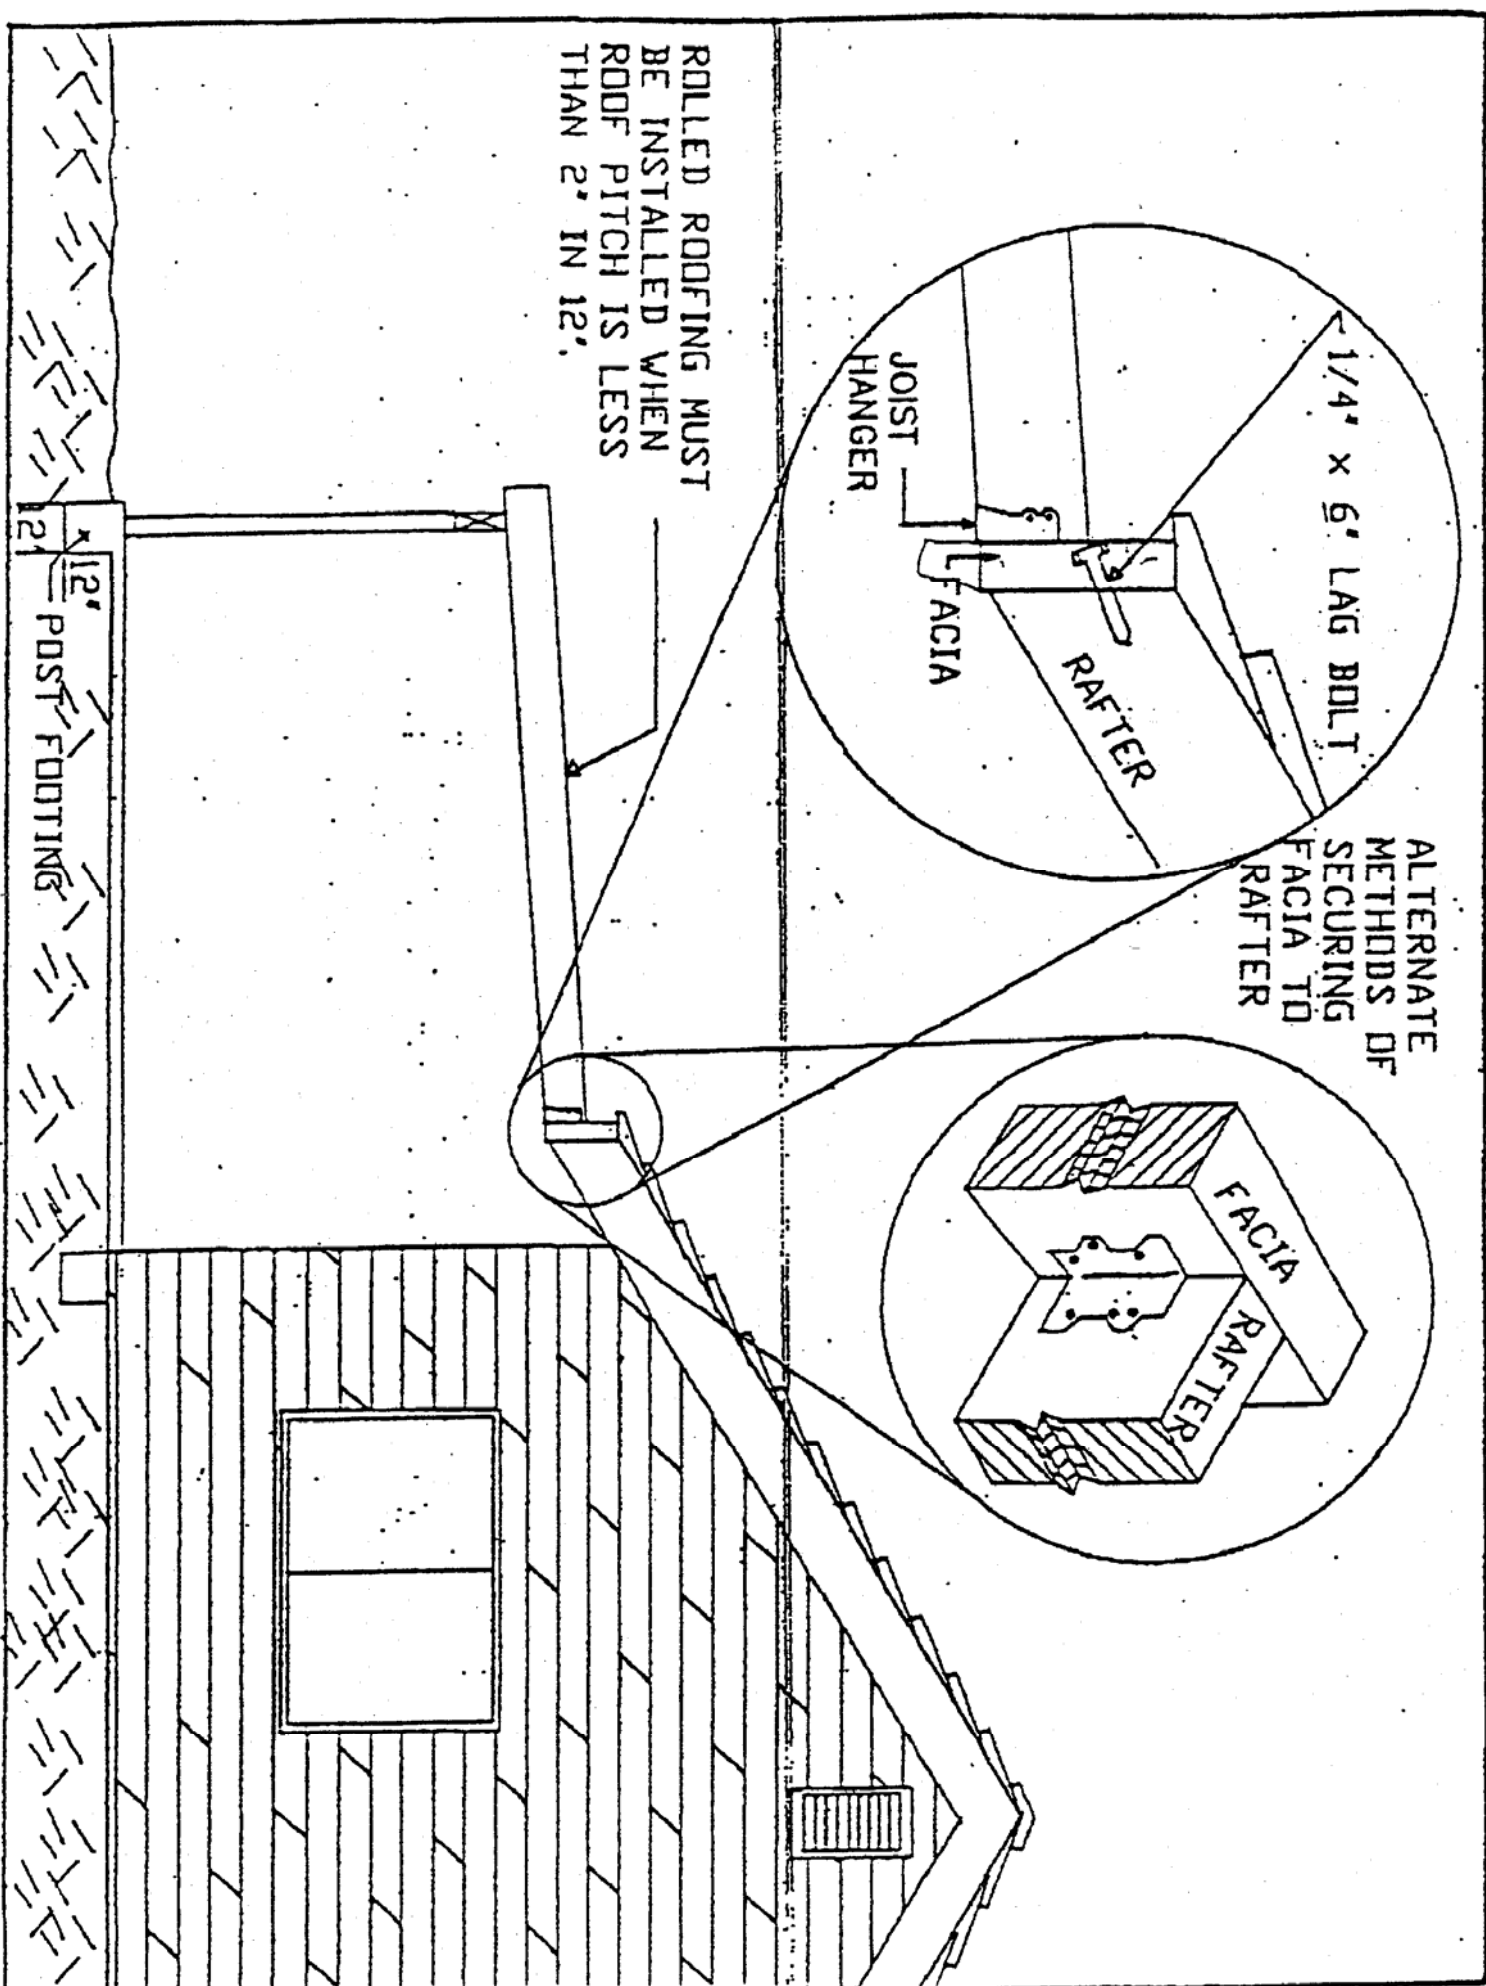 1/4" x 6" LAG BOLT
JOIST
HANGER
FACIA
RAFTER
ALTERNATE
METHODS OF
SECURING
FACIA TO
RAFTER
FACIA
RAFTER
ROLLED ROOFING MUST
BE INSTALLED WHEN
ROOF PITCH IS LESS
THAN 2" IN 12".
12"
12"
POST FOOTING